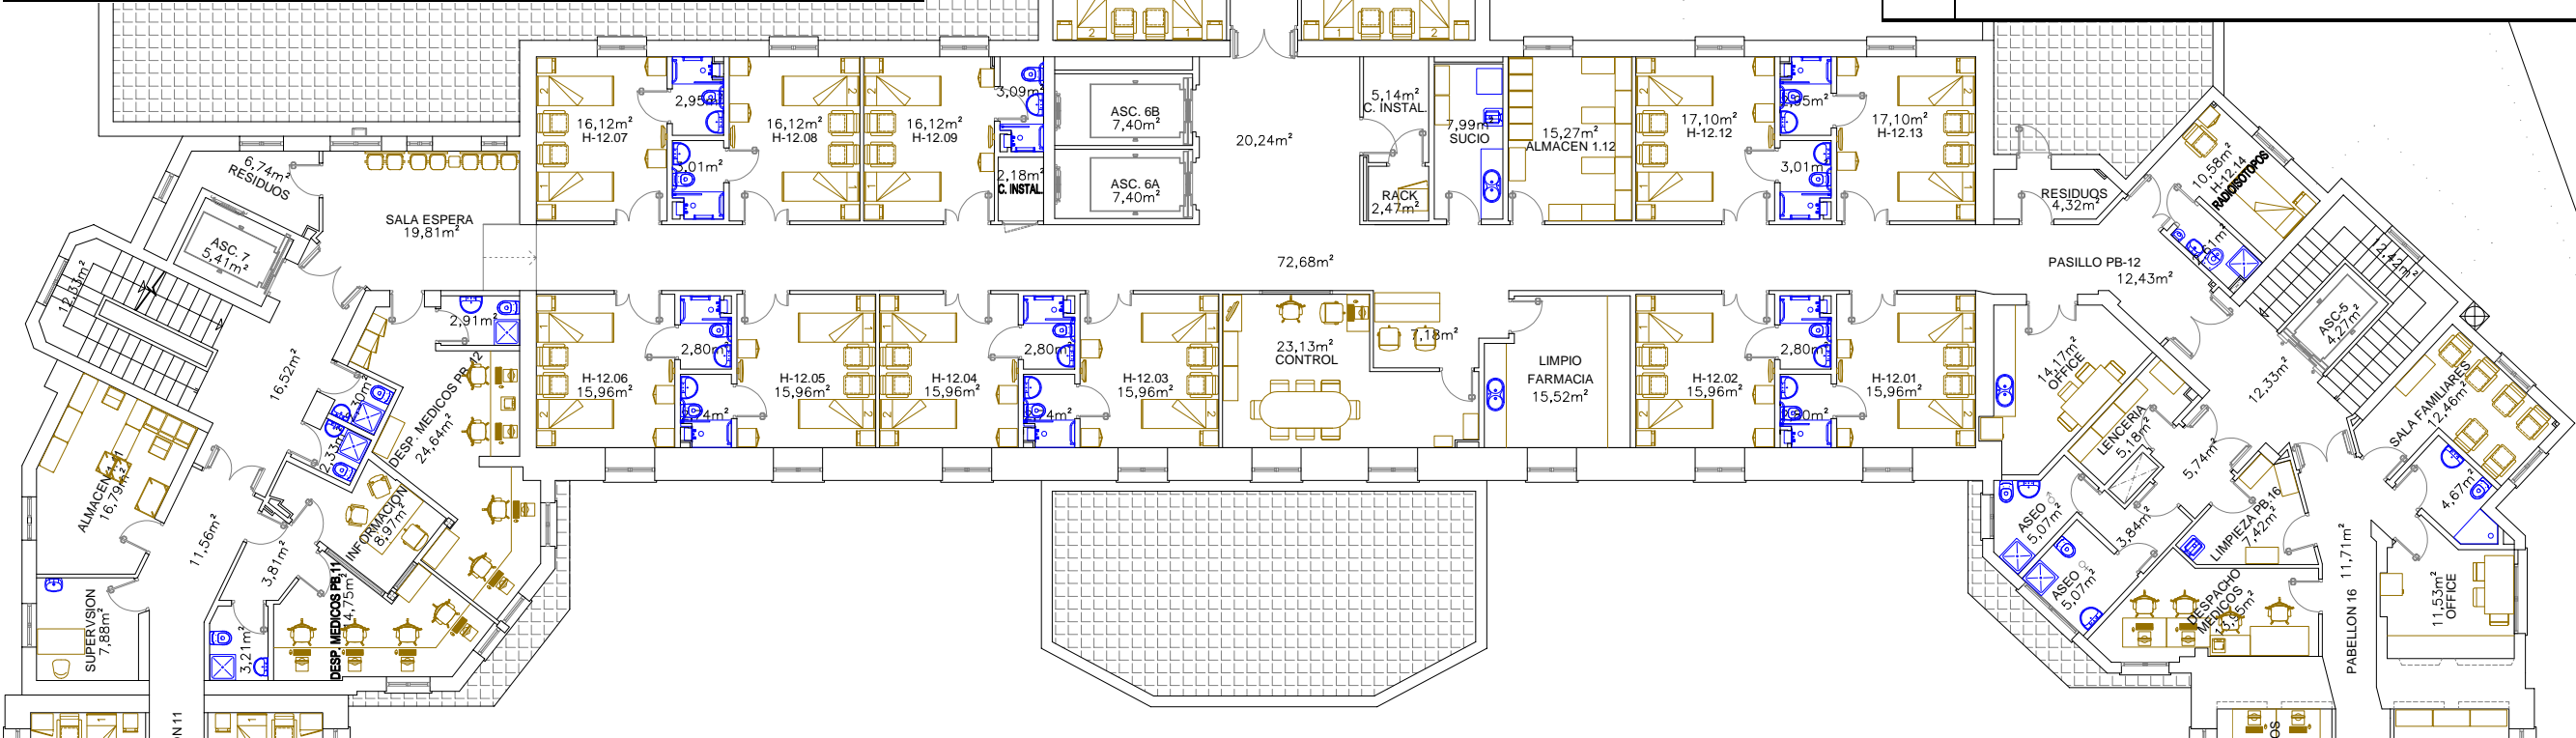 16,12m²
H-12.07
2,95m²
3,01m²
16,12m²
H-12.08
16,12m²
H-12.09
3,09m²
2,18m²
C. INSTAL.
ASC. 6B
7,40m²
ASC. 6A
7,40m²
20,24m²
5,14m²
C. INSTAL.
RACK
2,47m²
7,99m²
SUCIO
15,27m²
ALMACEN 1.12
17,10m²
H-12.12
3,01m²
17,10m²
H-12.13
RESIDUOS
4,32m²
10,58m²
H-12.14
RADIOISOTOPOS
12,42m²
ASC-5
4,27m²
6,74m²
RESIDUOS
SALA ESPERA
19,81m²
ASC. 7
5,41m²
12,33m²
72,68m²
PASILLO PB-12
12,43m²
2,91m²
16,52m²
DESP. MEDICOS PB-12
24,64m²
H-12.06
15,96m²
2,80m²
H-12.05
15,96m²
H-12.04
15,96m²
2,80m²
H-12.03
15,96m²
23,13m²
CONTROL
7,18m²
LIMPIO
FARMACIA
15,52m²
H-12.02
15,96m²
2,80m²
H-12.01
15,96m²
14,17m²
OFFICE
LENCERIA
5,18m²
12,33m²
5,74m²
SALA FAMILIARES
12,46m²
4,67m²
16,79m²
2,33m²
INFORMACION
8,97m²
11,56m²
3,81m²
SUPERVSION
7,88m²
3,21m²
DESP. MEDICOS PB.11
14,75m²
ASEO
5,07m²
ASEO
5,07m²
3,84m²
LIMPIEZA PB.16
7,42m²
DESPACHO
MEDICOS
13,95m²
PABELLON 16
11,71m²
11,53m²
OFFICE